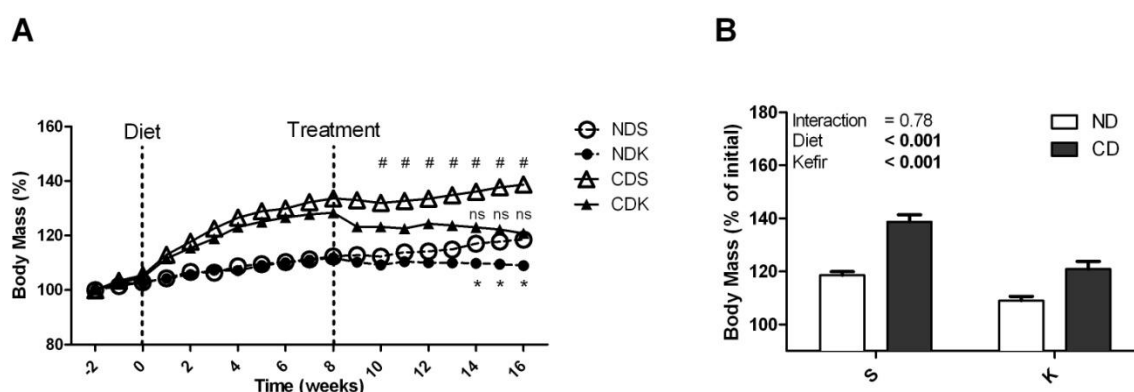 A
Body Mass (%)
160
140
120
100
80
Diet
Treatment
# # # # # # #
ns ns ns
* * *
-2 0 2 4 6 8 10 12 14 16
Time (weeks)
NDS
NDK
CDS
CDK
B
Body Mass (% of initial)
180
160
140
120
100
Interaction = 0.78
Diet < 0.001
Kefir < 0.001
ND
CD
S K